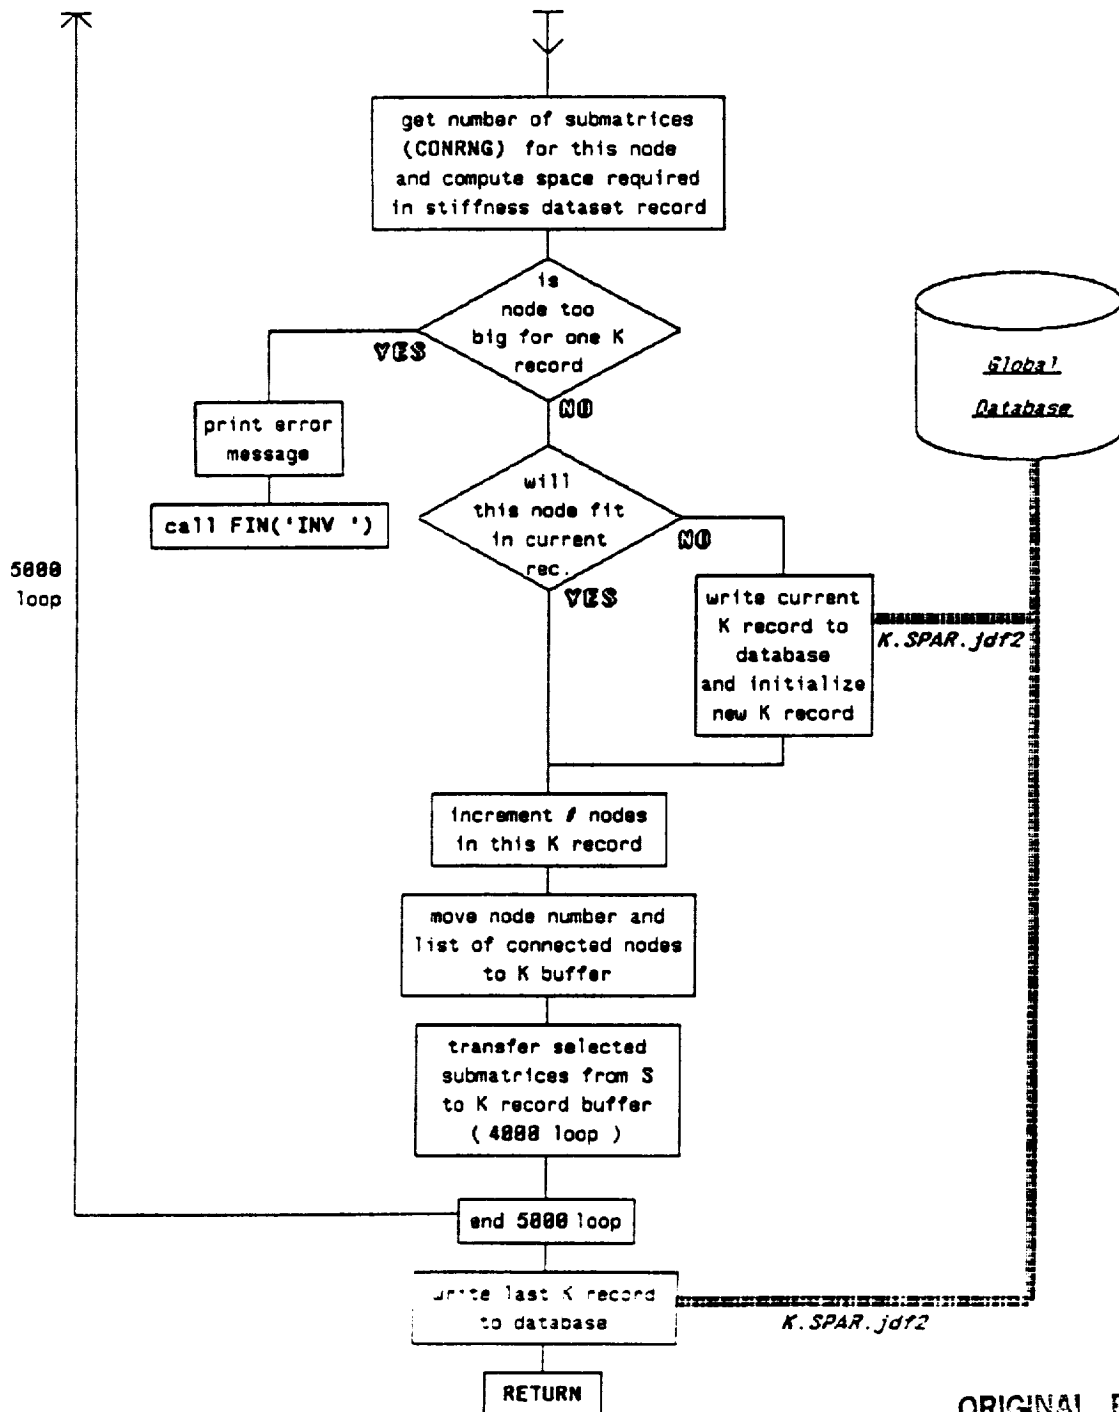 get number of submatrices
(CONRNG) for this node
and compute space required
in stiffness dataset record
is
node too
big for one K
record
YES
NO
Global
Database
print error
message
call FIN('INV ')
will
this node fit
in current
rec.
NO
YES
5000
loop
write current
K record to
database
and initialize
new K record
K.SPAR.jdf2
increment # nodes
in this K record
move node number and
list of connected nodes
to K buffer
transfer selected
submatrices from S
to K record buffer
( 4000 loop )
end 5000 loop
write last K record
to database
K.SPAR.jdf2
RETURN
ORIGINAL